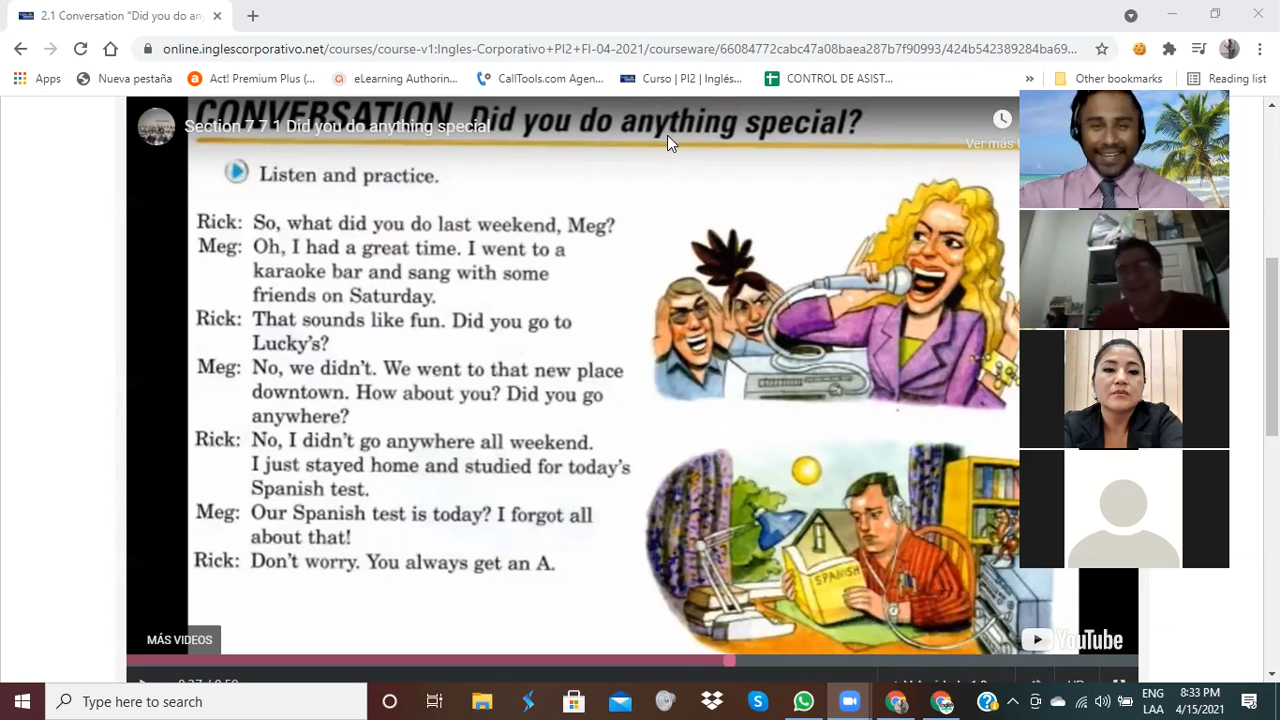 2.1 Conversation "Did you do an
online.inglescorporativo.net/courses/course-v1:Ingles-Corporativo+PI2+FI-04-2021/courseware/66084772cabc47a08baea287b7f90993/424b542389284ba69...
Apps Nueva pestaña Act! Premium Plus (... eLearning Authorin... CallTools.com Agen... Curso | PI2 | Inglés... CONTROL DE ASIST... » Other bookmarks Reading list
CONVERSATION Did you do anything special?
Section 7 7 1 Did you do anything special
Ver más
Listen and practice.
Rick: So, what did you do last weekend, Meg?
Meg: Oh, I had a great time. I went to a
karaoke bar and sang with some
friends on Saturday.
Rick: That sounds like fun. Did you go to
Lucky's?
Meg: No, we didn't. We went to that new place
downtown. How about you? Did you go
anywhere?
Rick: No, I didn't go anywhere all weekend.
I just stayed home and studied for today's
Spanish test.
Meg: Our Spanish test is today? I forgot all
about that!
Rick: Don't worry. You always get an A.
SPANISH
MÁS VIDEOS
YouTube
Type here to search
ENG
LAA
8:33 PM
4/15/2021